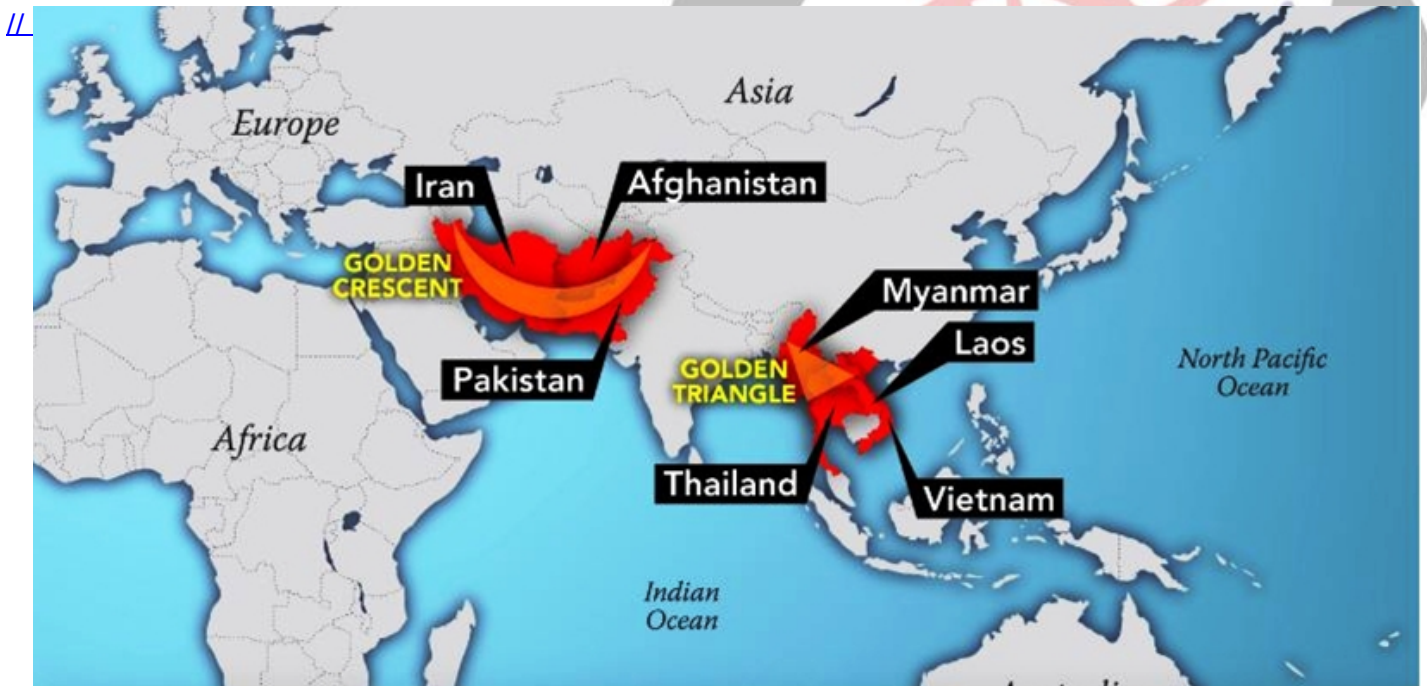 //
Asia
Europe
Iran
Afghanistan
GOLDEN
CRESCENT
Myanmar
Laos
Pakistan
GOLDEN
TRIANGLE
North Pacific
Ocean
Africa
Thailand
Vietnam
Indian
Ocean